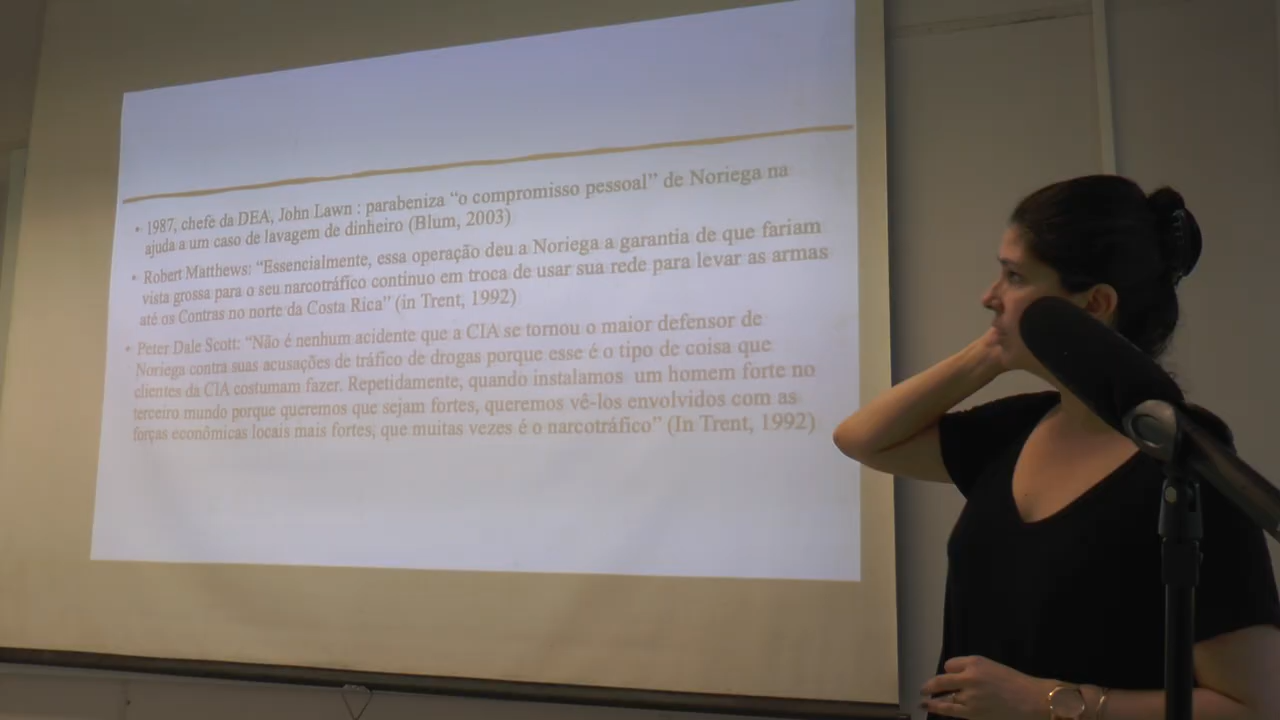 • 1987, chefe da DEA, John Lawn : parabeniza “o compromisso pessoal” de Noriega na
ajuda a um caso de lavagem de dinheiro (Blum, 2003)
• Robert Matthews: “Essencialmente, essa operação deu a Noriega a garantia de que fariam
vista grossa para o seu narcotráfico continuo em troca de usar sua rede para levar as armas
até os Contras no norte da Costa Rica” (in Trent, 1992)
• Peter Dale Scott: “Não é nenhum acidente que a CIA se tornou o maior defensor de
Noriega contra suas acusações de tráfico de drogas porque esse é o tipo de coisa que
clientes da CIA costumam fazer. Repetidamente, quando instalamos um homem forte no
terceiro mundo porque queremos que sejam fortes, queremos vê-los envolvidos com as
forças econômicas locais mais fortes, que muitas vezes é o narcotráfico” (In Trent, 1992)